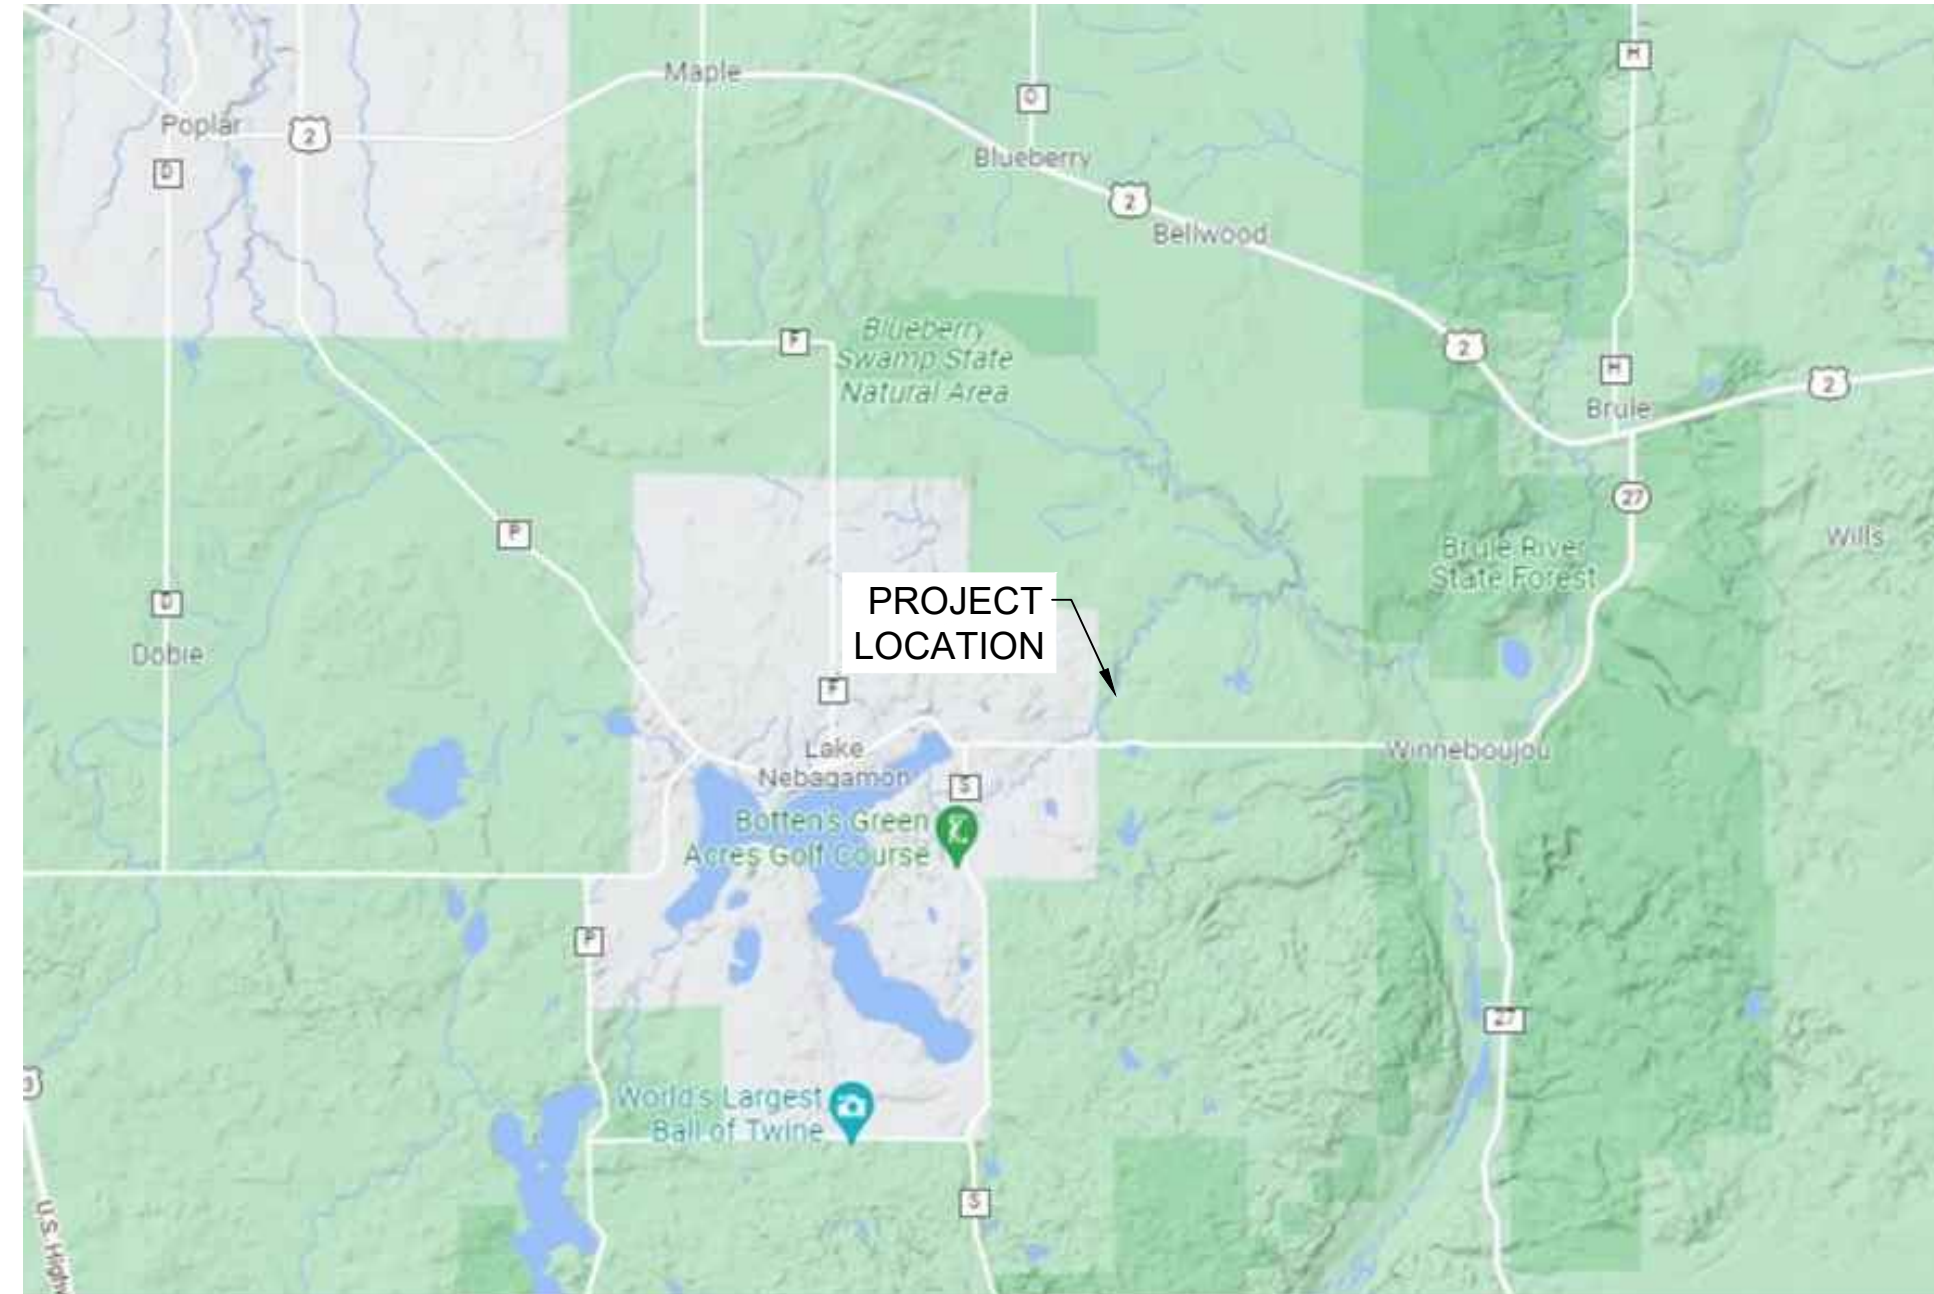 H
Maple
O
Poplar
2
Blueberry
D
2
Bellwood
Blueberry
Swamp State
Natural Area
F
2
H
2
Brule
27
P
Wills
Brule River
State Forest
PROJECT
LOCATION
D
Dobie
F
Lake
Nebagamon
Winneboujou
S
Botten's Green
Acres Golf Course
P
27
World's Largest
Ball of Twine
S